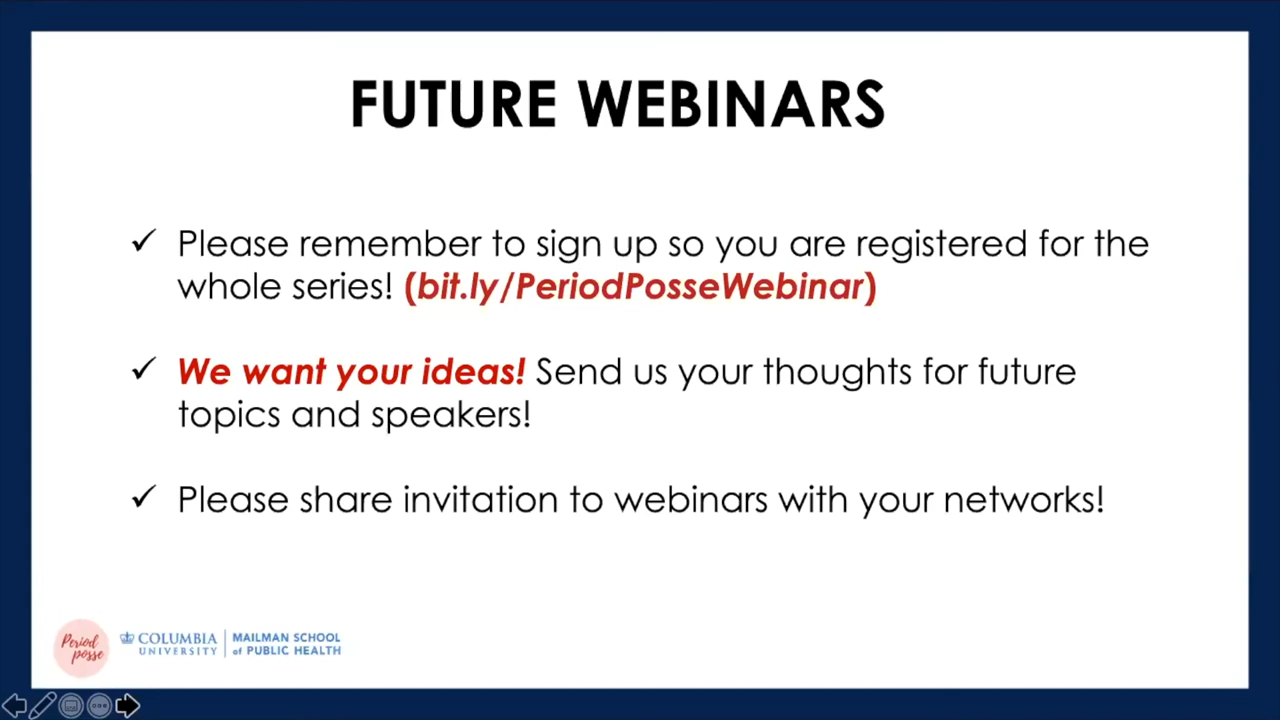 FUTURE WEBINARS
✓ Please remember to sign up so you are registered for the
whole series! (bit.ly/PeriodPosseWebinar)
✓ We want your ideas! Send us your thoughts for future
topics and speakers!
✓ Please share invitation to webinars with your networks!
Period
posse
COLUMBIA
UNIVERSITY
MAILMAN SCHOOL
of PUBLIC HEALTH